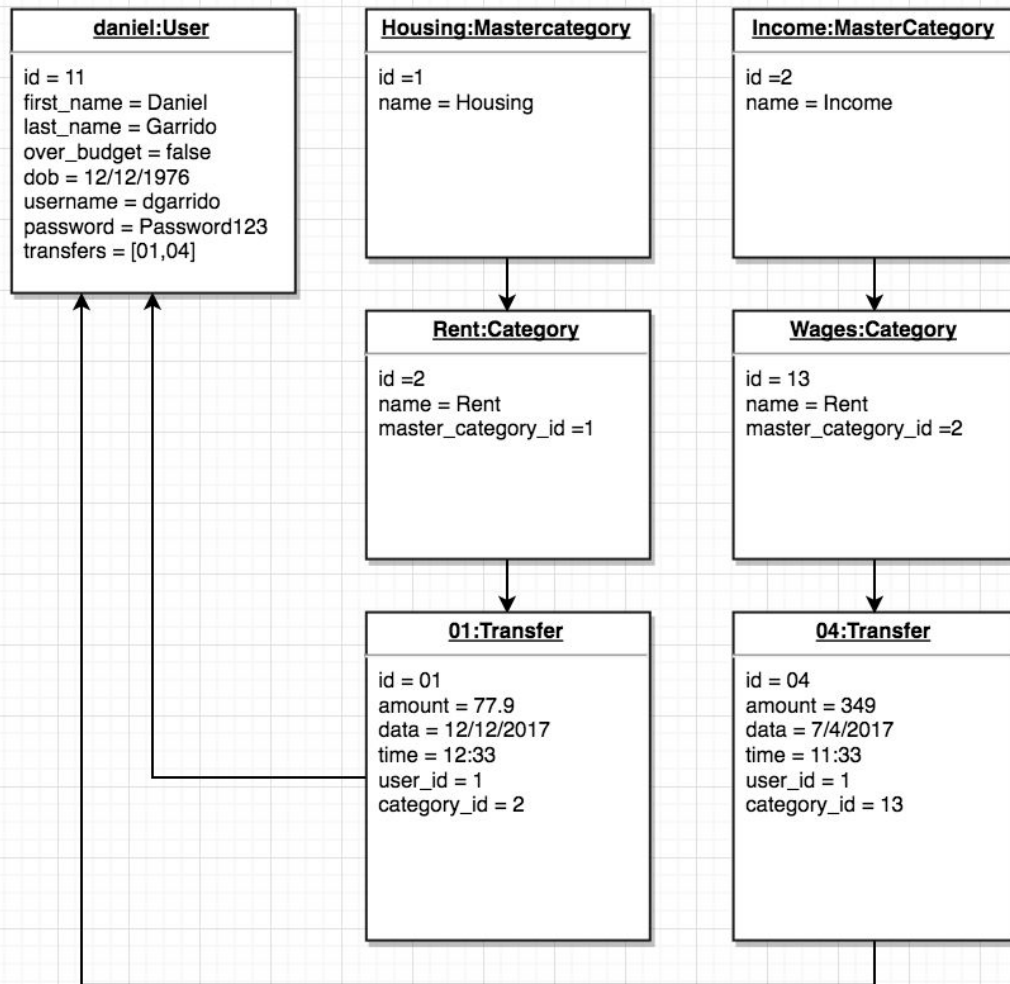 daniel:User
id = 11
first_name = Daniel
last_name = Garrido
over_budget = false
dob = 12/12/1976
username = dgarrido
password = Password123
transfers = [01,04]
Housing:Mastercategory
id =1
name = Housing
Income:MasterCategory
id =2
name = Income
Rent:Category
id =2
name = Rent
master_category_id =1
Wages:Category
id = 13
name = Rent
master_category_id =2
01:Transfer
id = 01
amount = 77.9
data = 12/12/2017
time = 12:33
user_id = 1
category_id = 2
04:Transfer
id = 04
amount = 349
data = 7/4/2017
time = 11:33
user_id = 1
category_id = 13